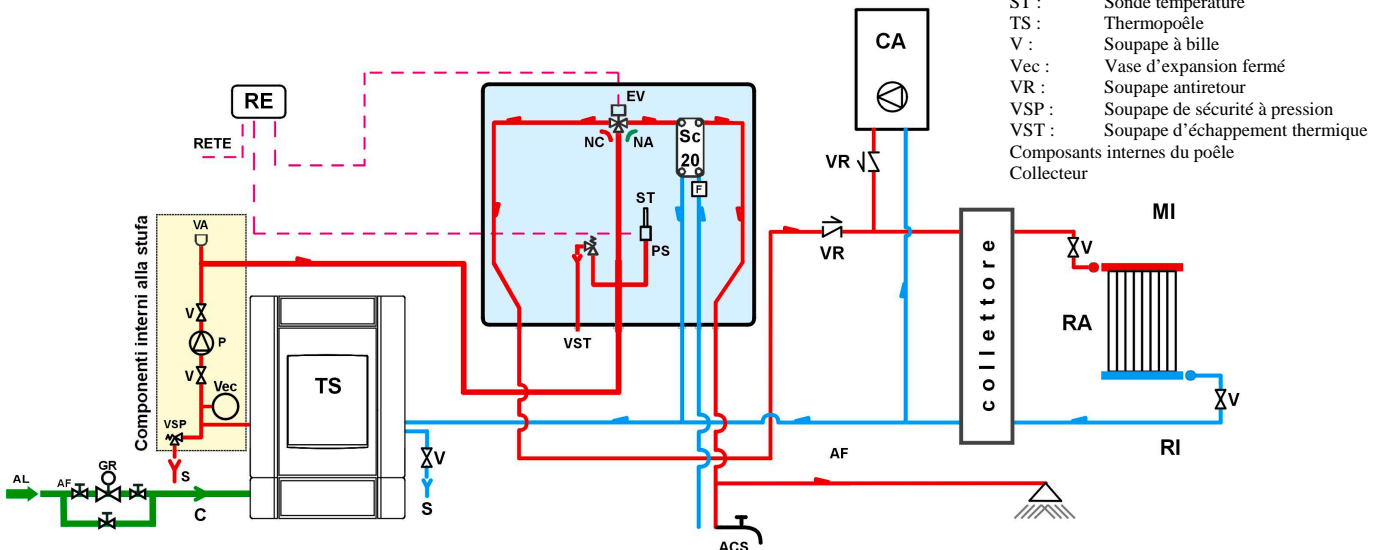 ST : Sonde température
TS : Thermopoêle
V : Soupape à bille
Vec : Vase d'expansion fermé
VR : Soupape antiretour
VSP : Soupape de sécurité à pression
VST : Soupape d'échappement thermique
Composants internes du poêle
Collecteur
CA
RE
RETE
EV
NC
NA
Sc
20
F
VR
ST
PS
VR
VST
MI
V
RA
V
RI
collettore
Componenti interni alla stufa
VA
V
P
V
Vec
VSP
S
TS
V
S
AL
AF
GR
C
AF
ACS